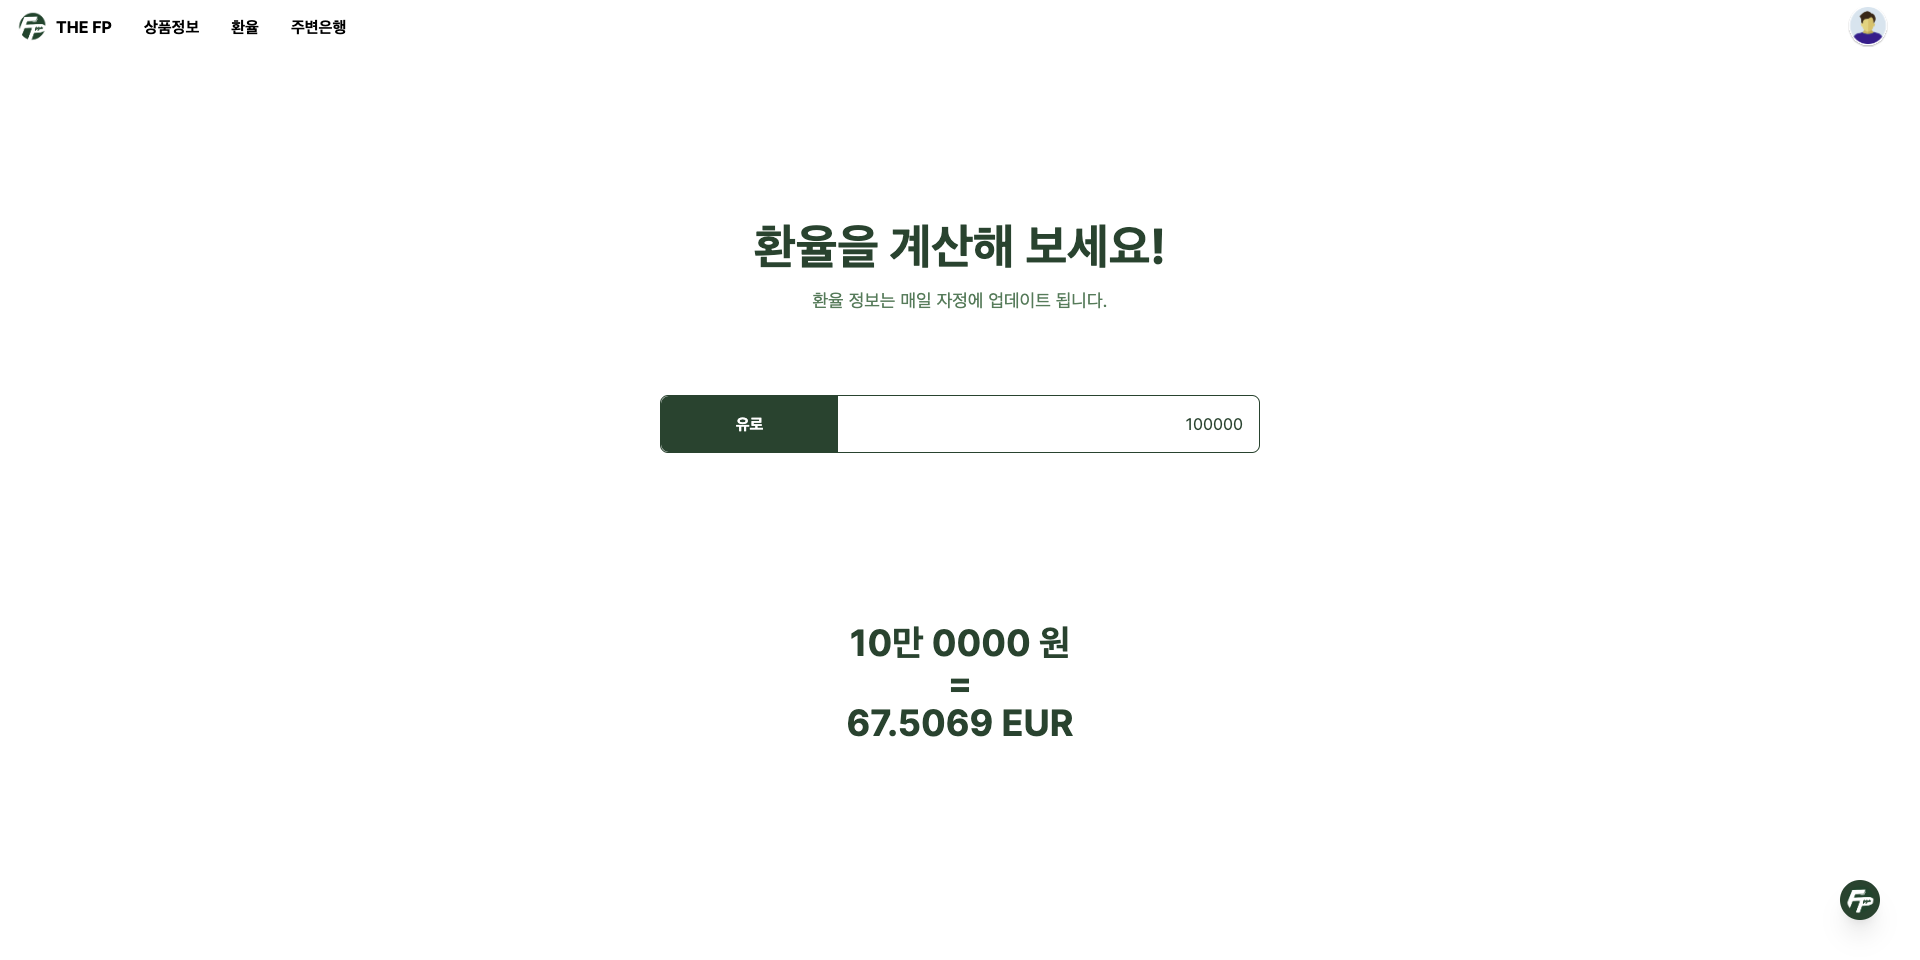 FP THE FP 상품정보 환율 주변은행
환율을 계산해 보세요!
환율 정보는 매일 자정에 업데이트 됩니다.
유로 100000
10만 0000 원
=
67.5069 EUR
FP